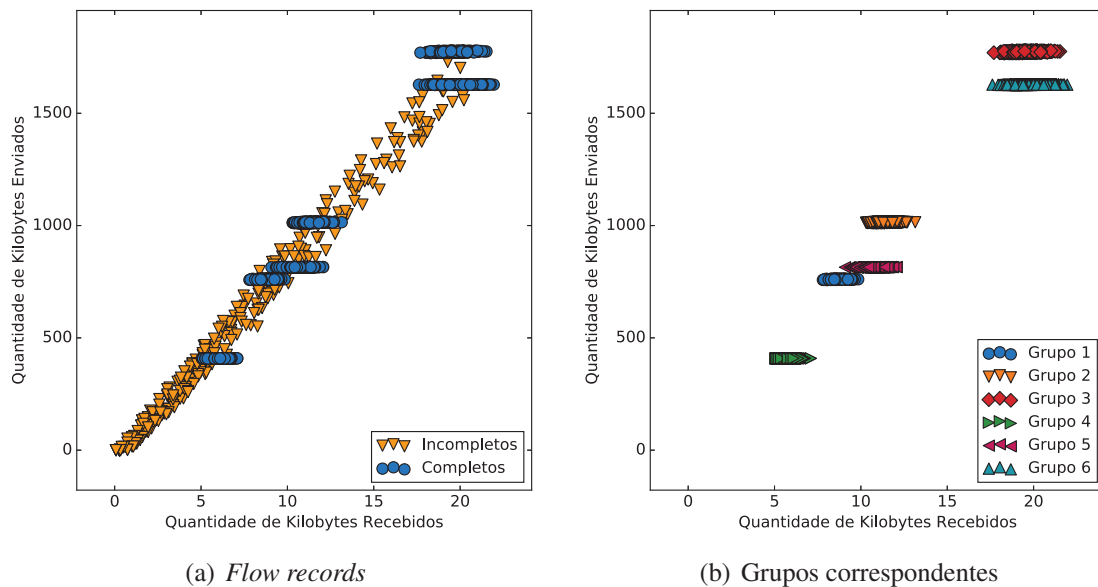 1500
1000
500
0
Quantidade de Kilobytes Enviados
0 5 10 15 20
Quantidade de Kilobytes Recebidos
Incompletos
Completos
(a) Flow records
1500
1000
500
0
Quantidade de Kilobytes Enviados
0 5 10 15 20
Quantidade de Kilobytes Recebidos
Grupo 1
Grupo 2
Grupo 3
Grupo 4
Grupo 5
Grupo 6
(b) Grupos correspondentes